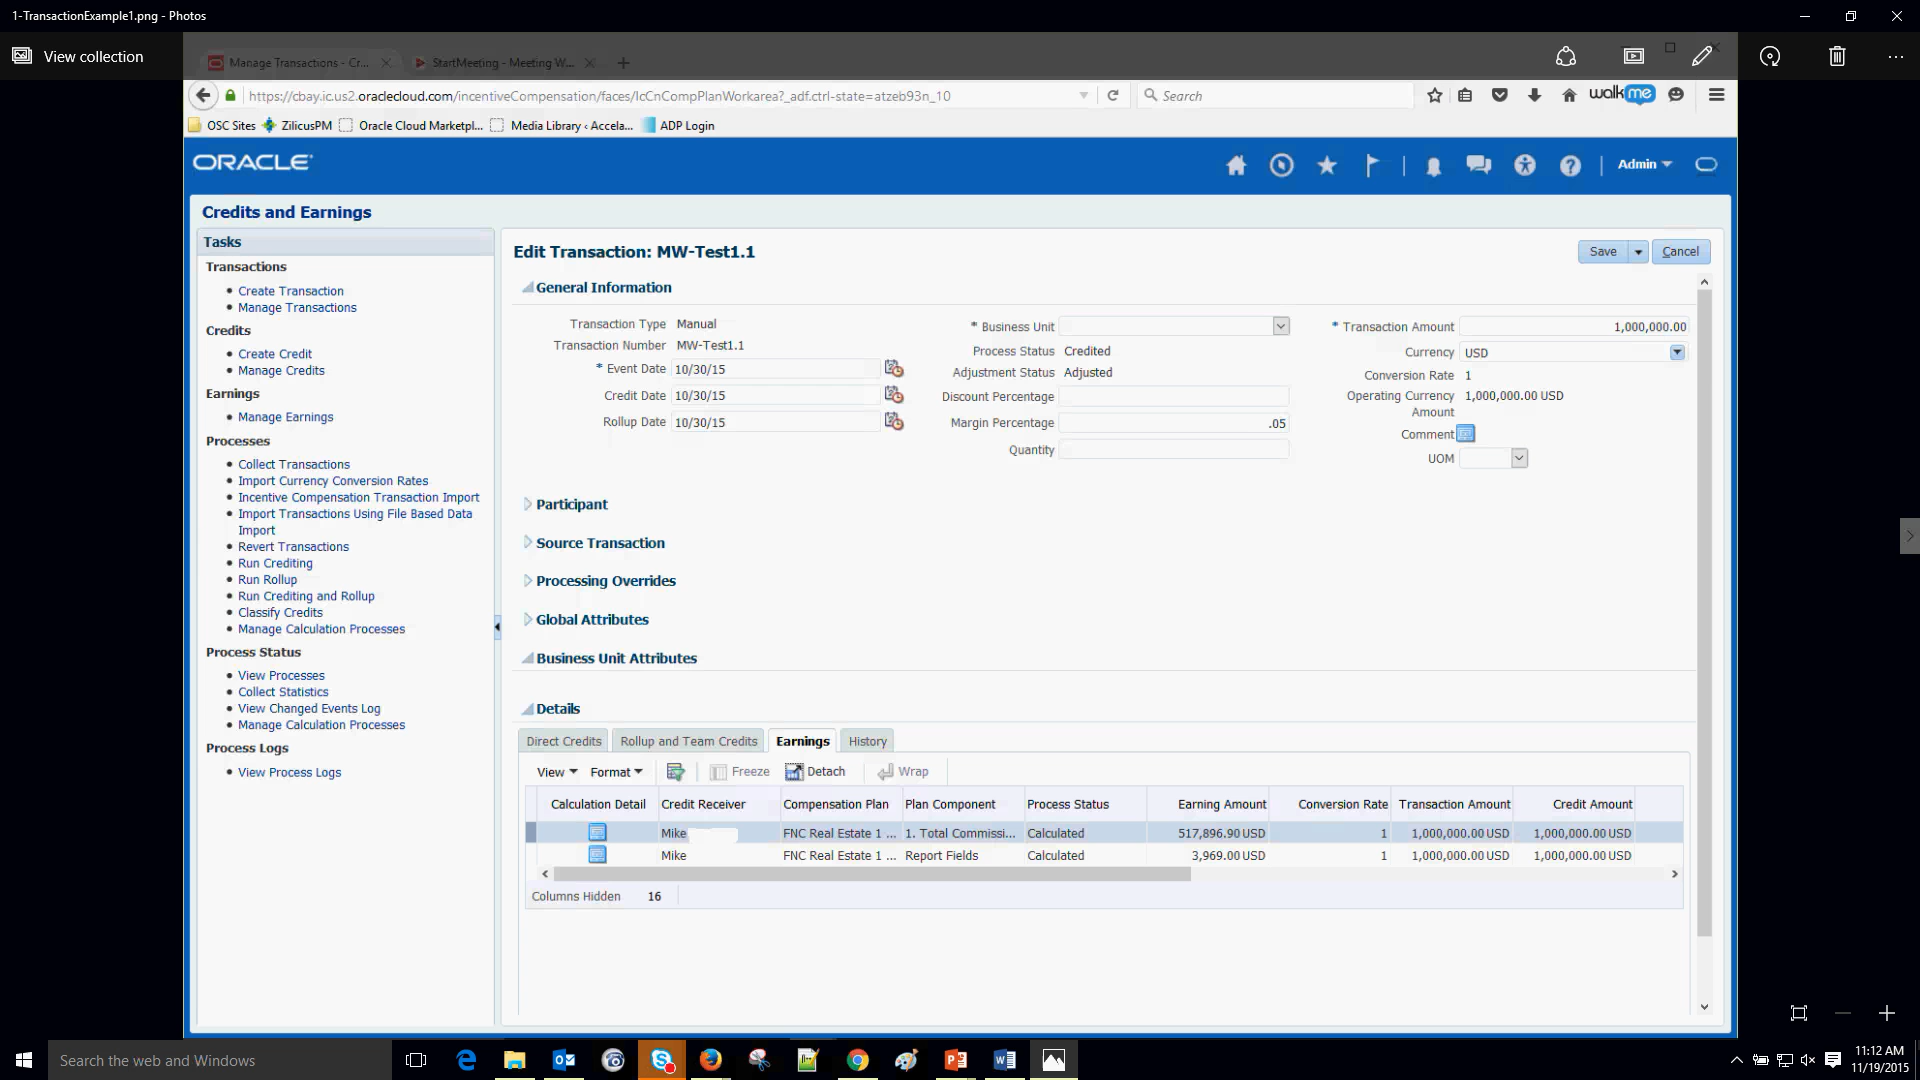 1-TransactionExample1.png - Photos
View collection
Manage Transactions - Cr...
StartMeeting - Meeting W...
https://cbay.ic.us2.oraclecloud.com/incentiveCompensation/faces/IcCnCompPlanWorkarea?_adf.ctrl-state=atzeb93n_10
Search
walkme
OSC Sites ZilicusPM Oracle Cloud Marketpl... Media Library ‹ Accela... ADP Login
ORACLE
Admin
Credits and Earnings
Tasks
Transactions
Create Transaction
Manage Transactions
Credits
Create Credit
Manage Credits
Earnings
Manage Earnings
Processes
Collect Transactions
Import Currency Conversion Rates
Incentive Compensation Transaction Import
Import Transactions Using File Based Data
Import
Revert Transactions
Run Crediting
Run Rollup
Run Crediting and Rollup
Classify Credits
Manage Calculation Processes
Process Status
View Processes
Collect Statistics
View Changed Events Log
Manage Calculation Processes
Process Logs
View Process Logs
Edit Transaction: MW-Test1.1
Save Cancel
General Information
Transaction Type Manual
Transaction Number MW-Test1.1
* Event Date 10/30/15
Credit Date 10/30/15
Rollup Date 10/30/15
* Business Unit
Process Status Credited
Adjustment Status Adjusted
Discount Percentage
Margin Percentage .05
Quantity
* Transaction Amount 1,000,000.00
Currency USD
Conversion Rate 1
Operating Currency 1,000,000.00 USD
Amount
Comment
UOM
Participant
Source Transaction
Processing Overrides
Global Attributes
Business Unit Attributes
Details
Direct Credits Rollup and Team Credits Earnings History
View Format Freeze Detach Wrap
Calculation Detail Credit Receiver Compensation Plan Plan Component Process Status Earning Amount Conversion Rate Transaction Amount Credit Amount
Mike FNC Real Estate 1 ... 1. Total Commissi... Calculated 517,896.90 USD 1 1,000,000.00 USD 1,000,000.00 USD
Mike FNC Real Estate 1 ... Report Fields Calculated 3,969.00 USD 1 1,000,000.00 USD 1,000,000.00 USD
Columns Hidden 16
Search the web and Windows
11:12 AM
11/19/2015